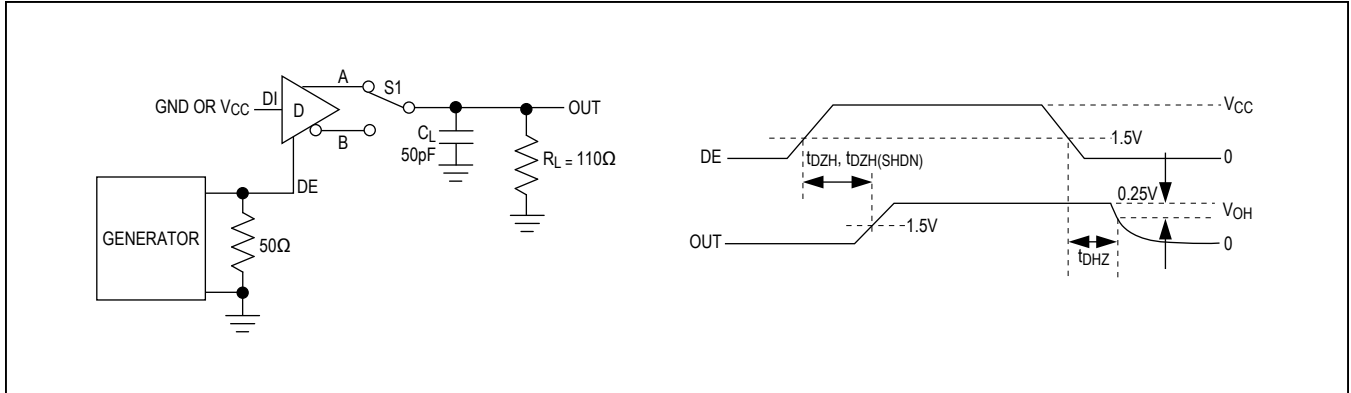 A
S1
GND OR VCC
DI
D
OUT
B
CL
50pF
RL = 110Ω
DE
GENERATOR
50Ω
VCC
1.5V
DE
0
tDZH, tDZH(SHDN)
0.25V
VOH
1.5V
OUT
0
tDHZ